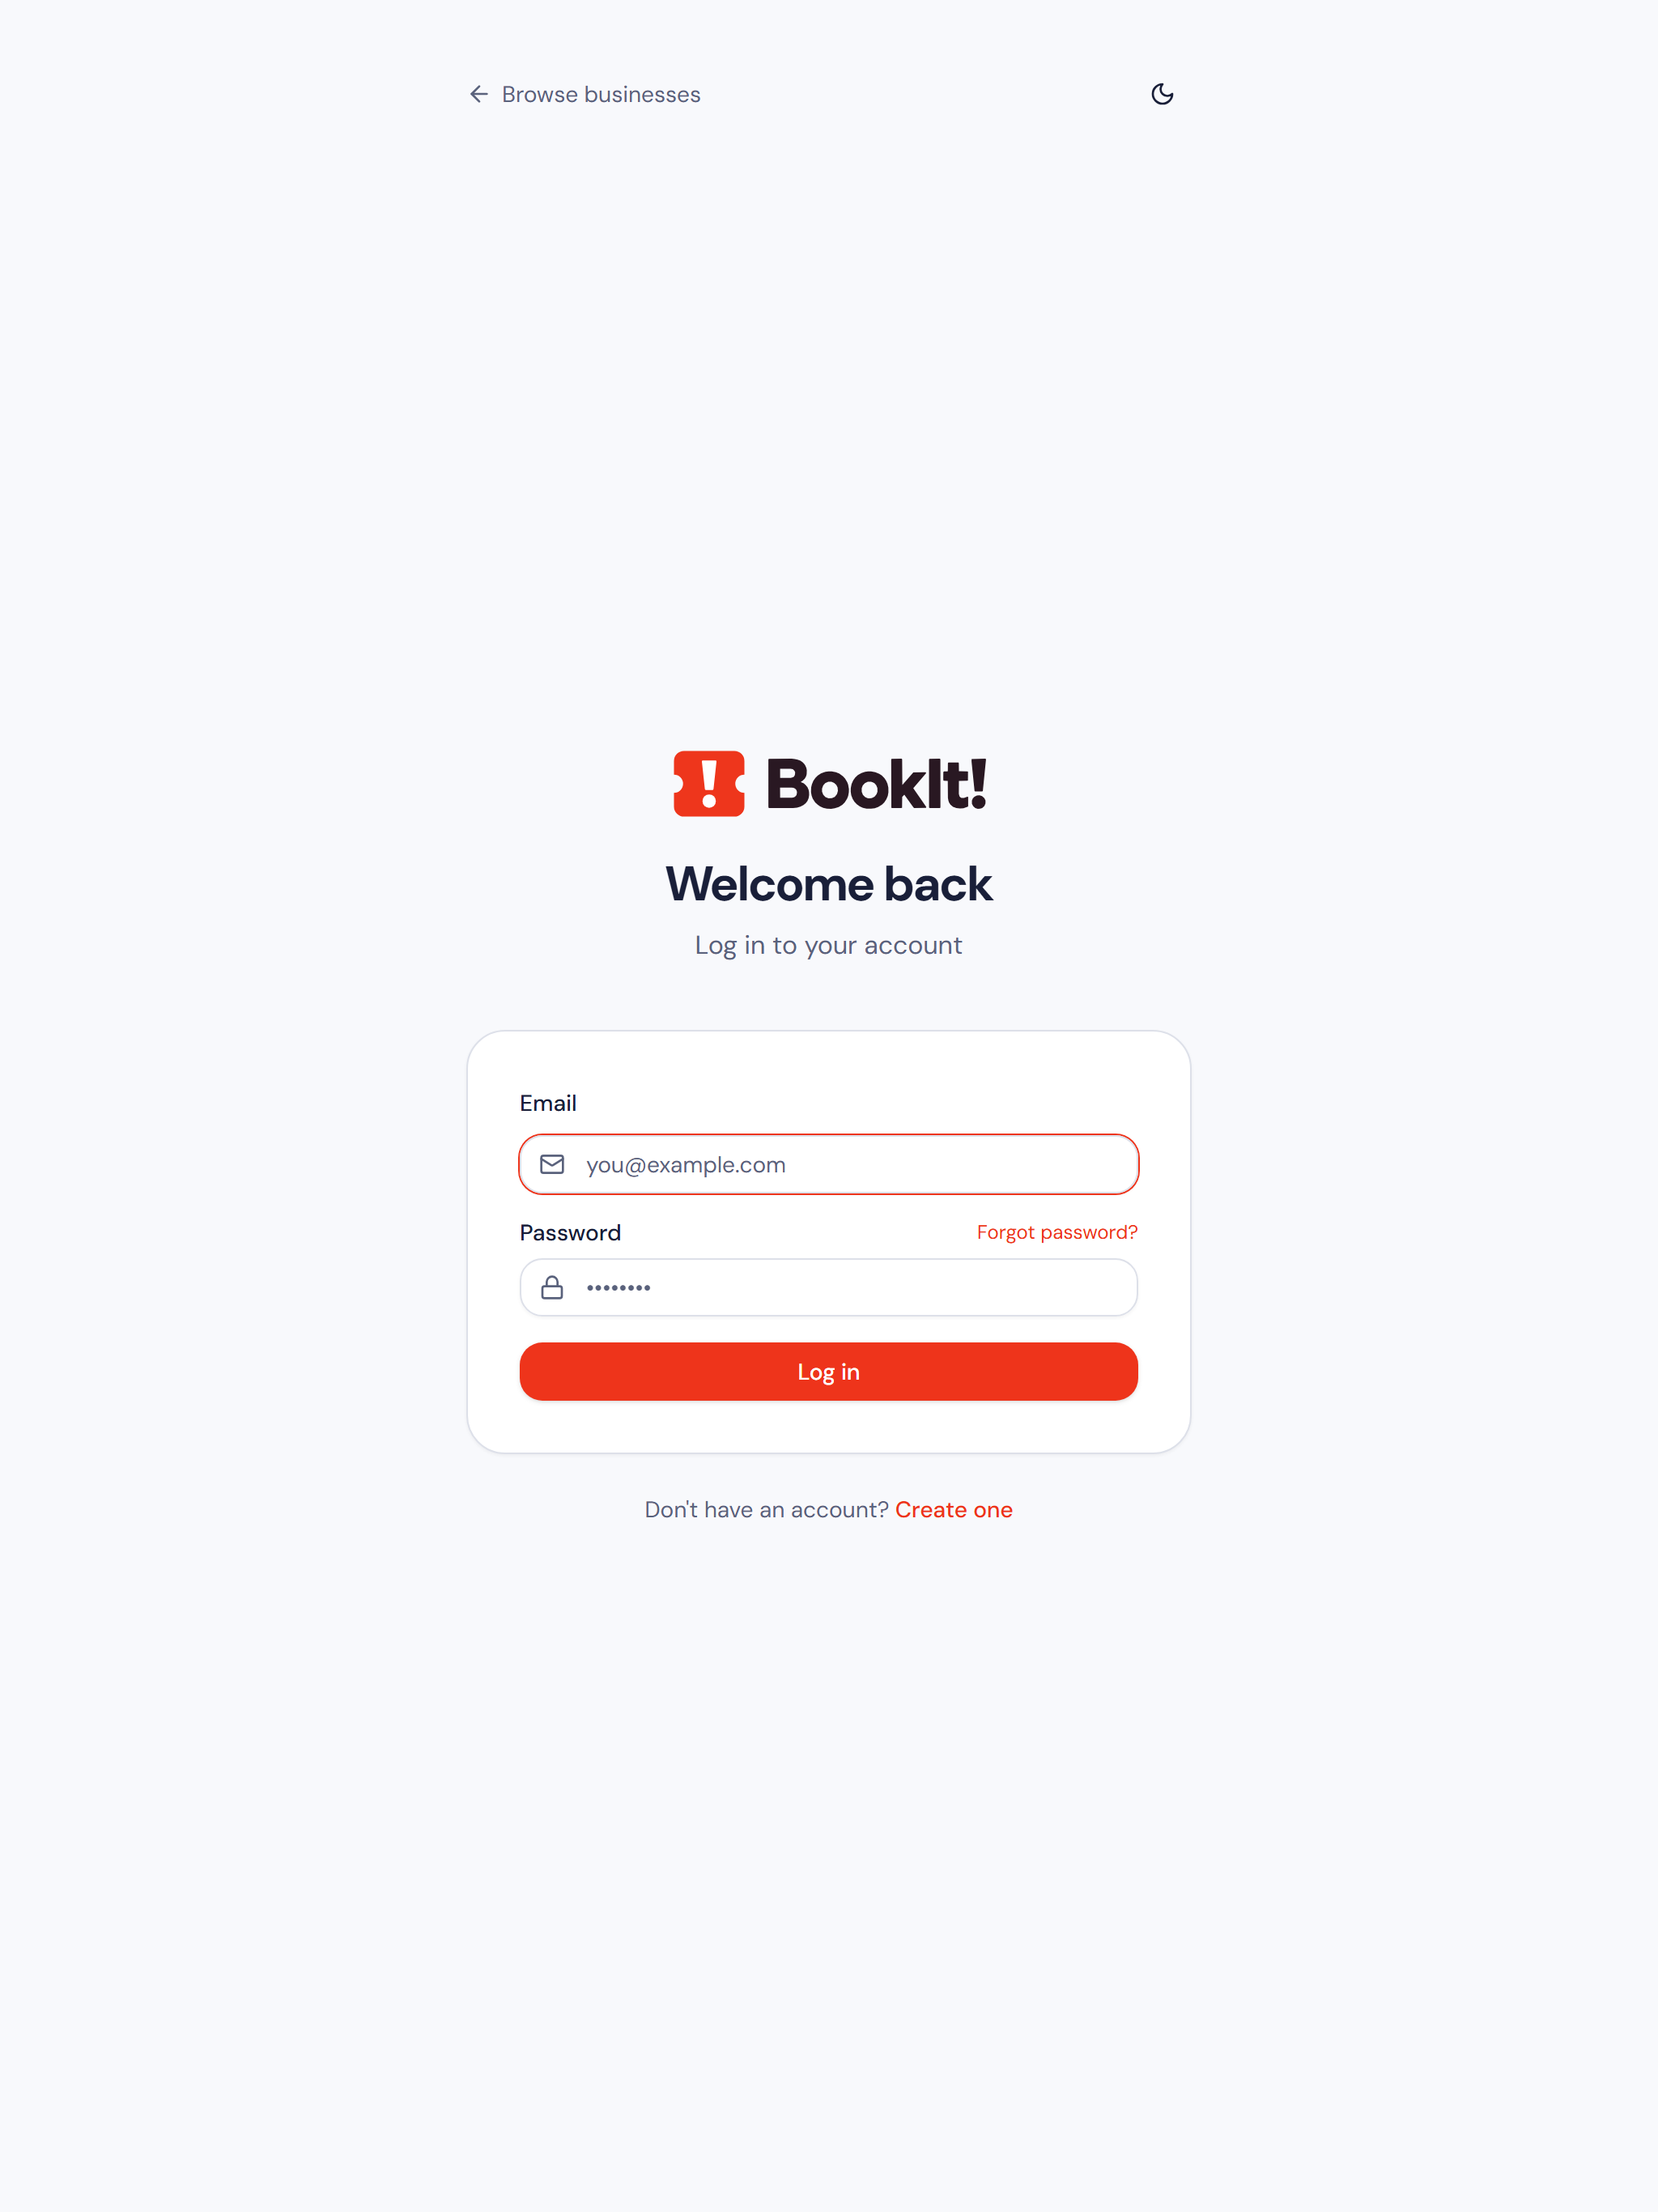 Browse businesses
! BookIt!
Welcome back
Log in to your account
Email
you@example.com
Password Forgot password?
••••••••
Log in
Don't have an account? Create one